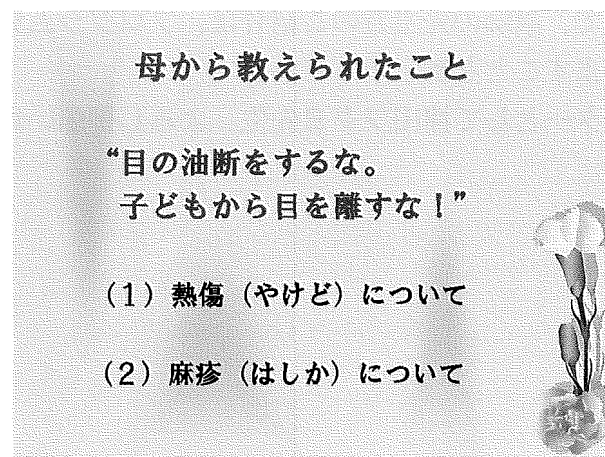 母から教えられたこと
“目の油断をするな。
子どもから目を離すな！”
（1）熱傷（やけど）について
（2）麻疹（はしか）について